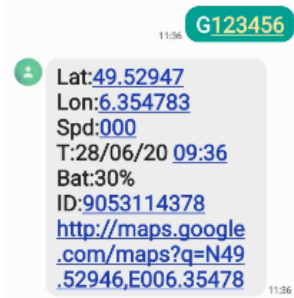 G123456
11:36
Lat:49.52947
Lon:6.354783
Spd:000
T:28/06/20 09:36
Bat:30%
ID:9053114378
http://maps.google
.com/maps?q=N49
.52946,E006.35478
11:36